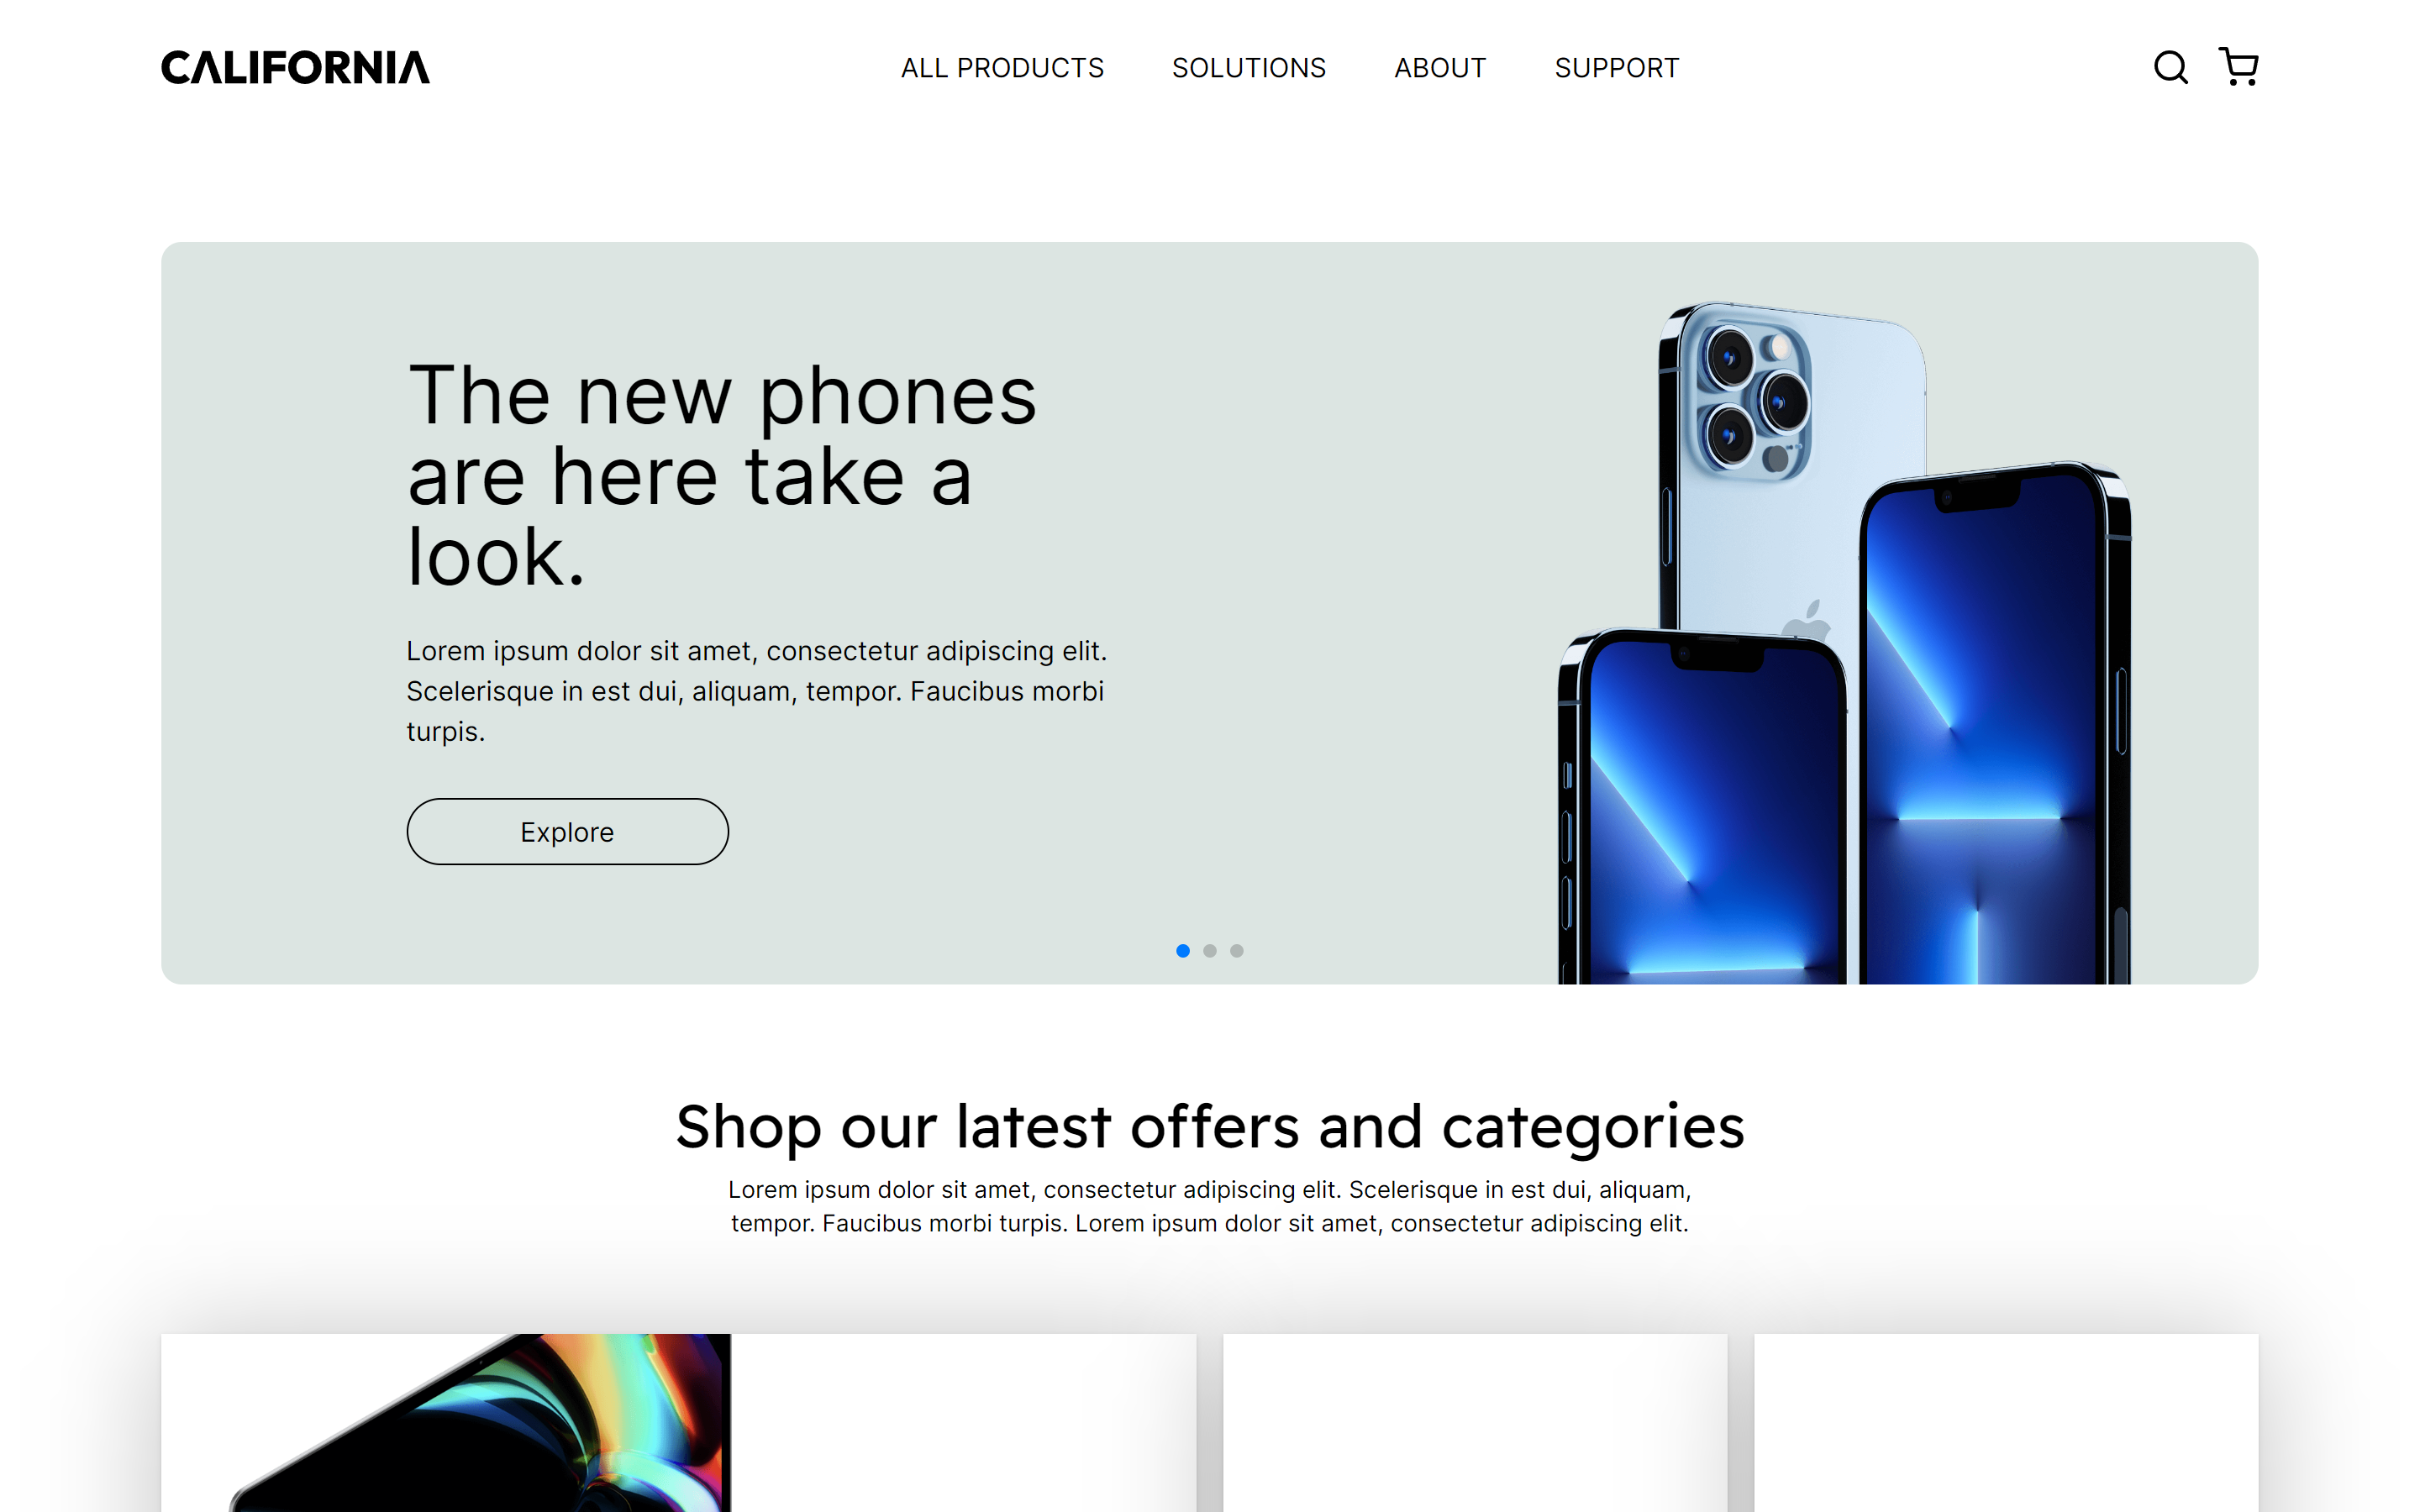 CALIFORNIA
ALL PRODUCTS SOLUTIONS ABOUT SUPPORT
The new phones
are here take a
look.
Lorem ipsum dolor sit amet, consectetur adipiscing elit.
Scelerisque in est dui, aliquam, tempor. Faucibus morbi
turpis.
Explore
Shop our latest offers and categories
Lorem ipsum dolor sit amet, consectetur adipiscing elit. Scelerisque in est dui, aliquam,
tempor. Faucibus morbi turpis. Lorem ipsum dolor sit amet, consectetur adipiscing elit.